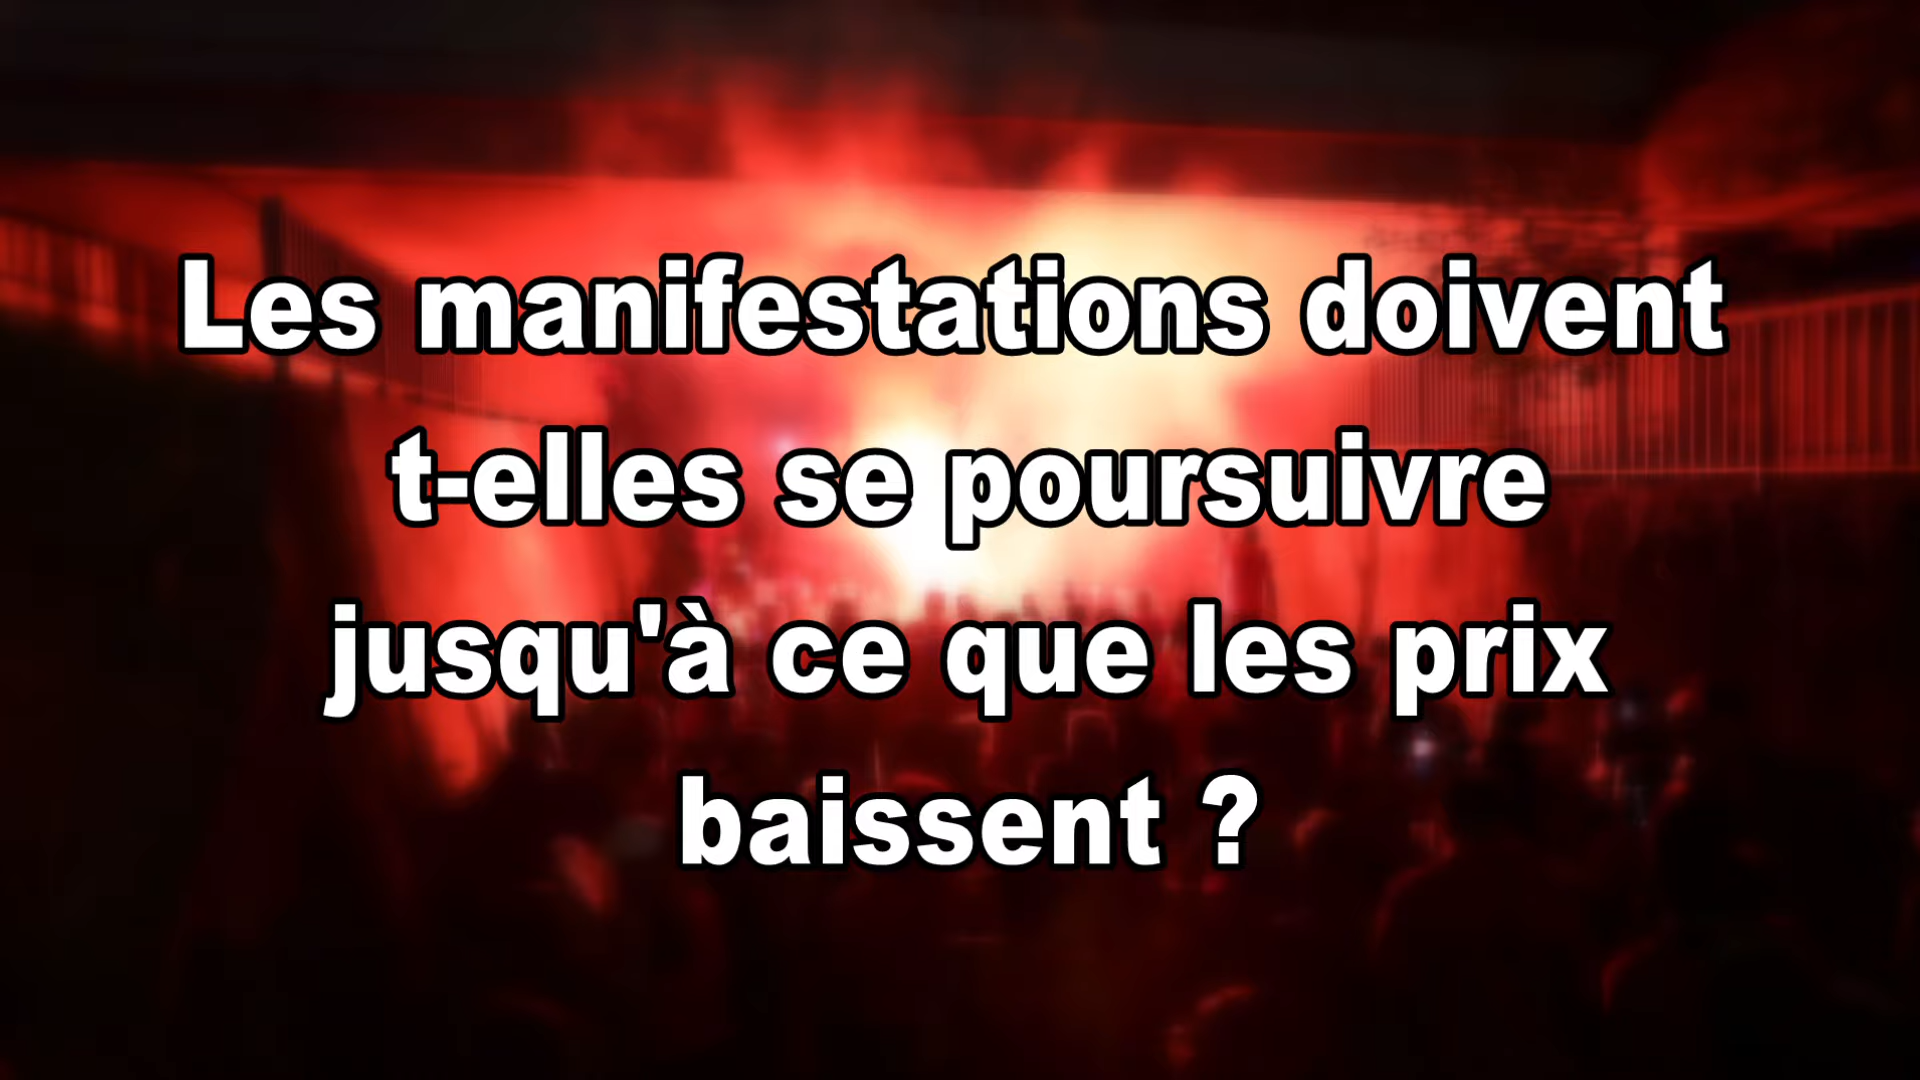 Les manifestations doivent
t-elles se poursuivre
jusqu'à ce que les prix
baissent ?